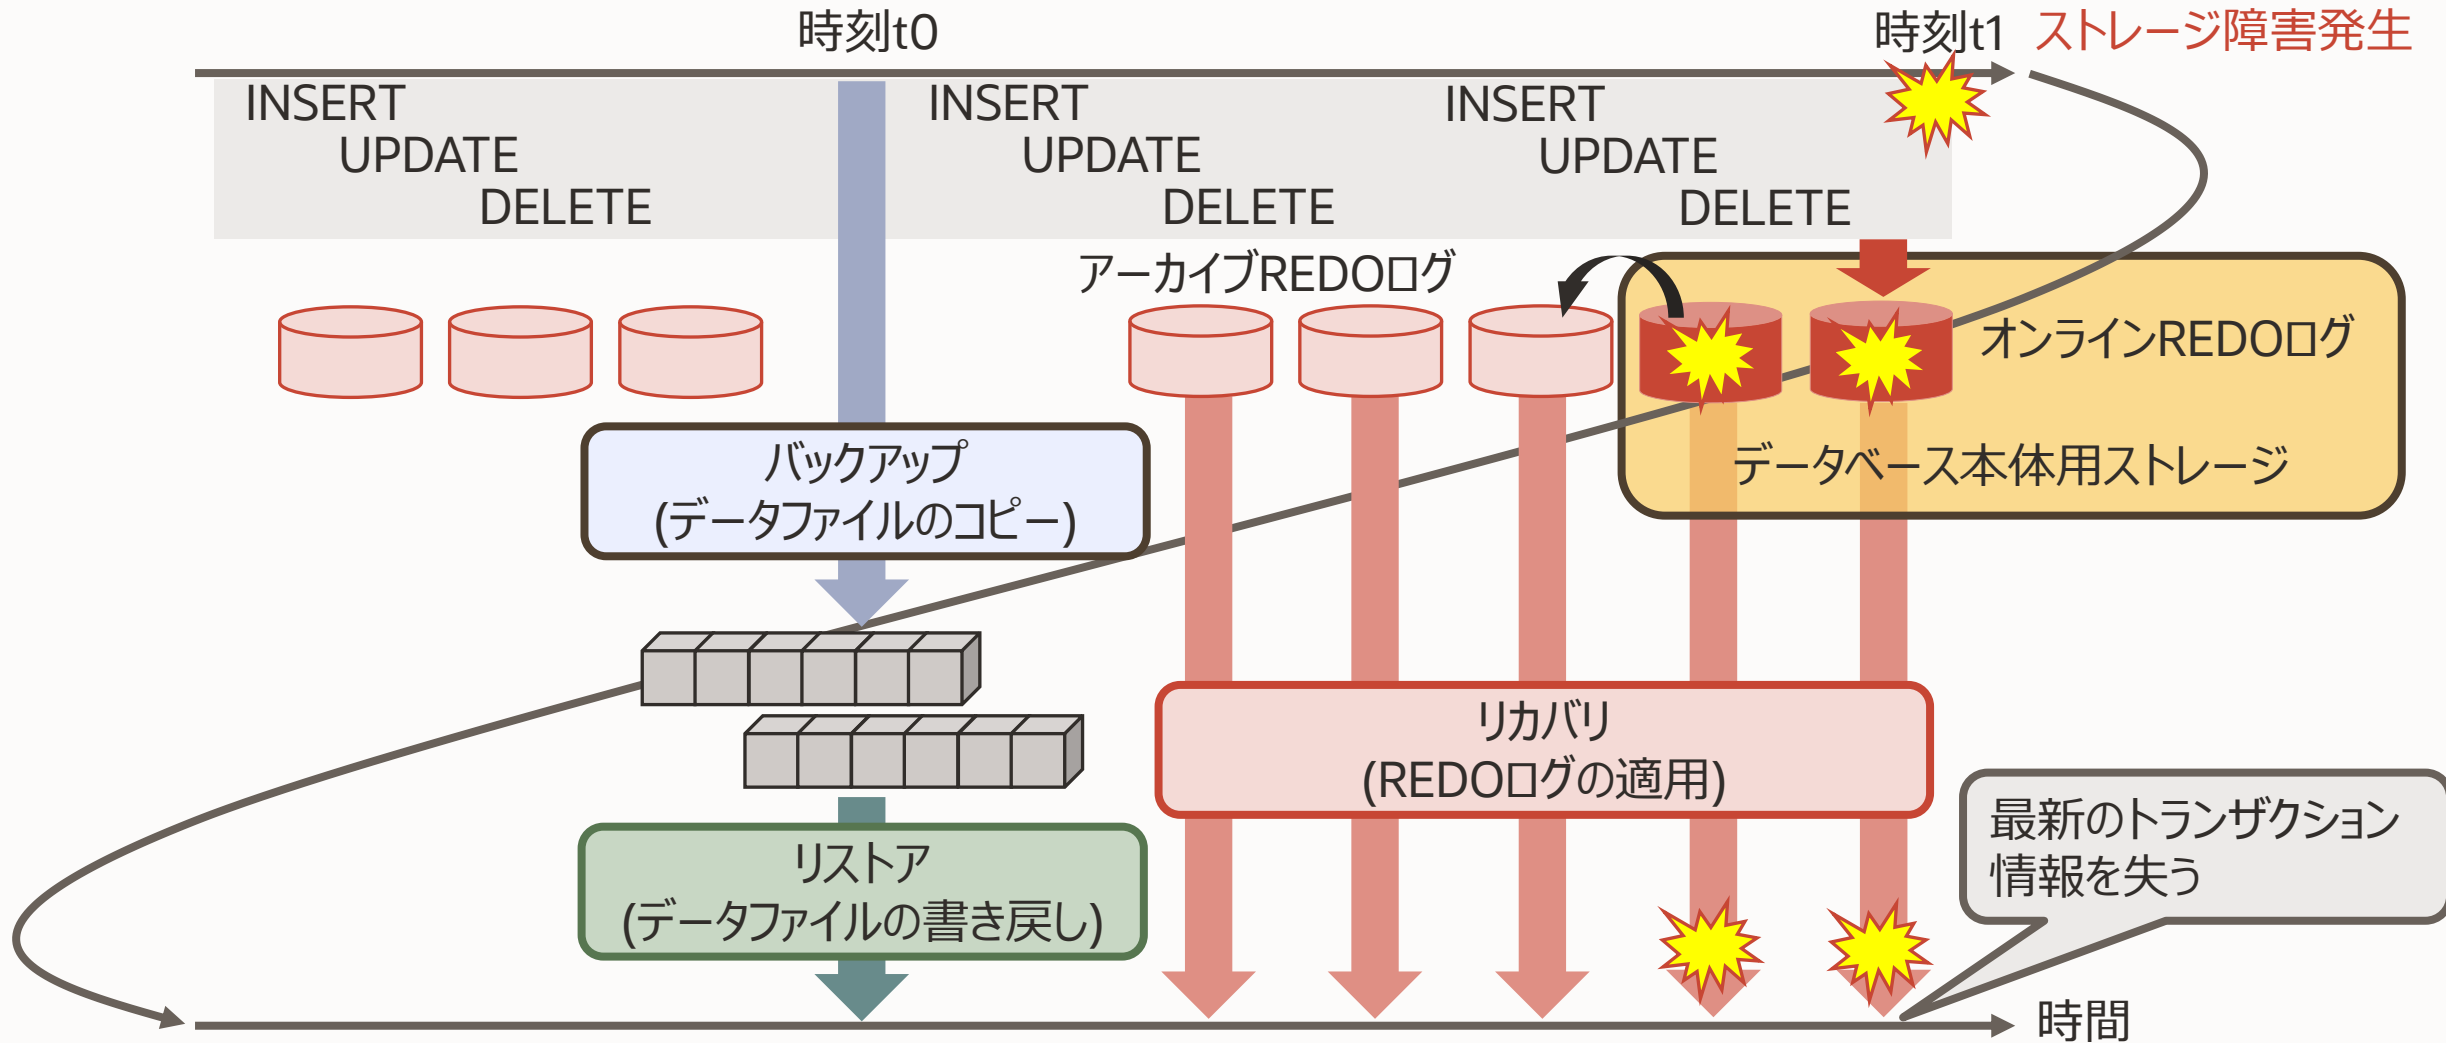 時刻t0
時刻t1
ストレージ障害発生
INSERT
UPDATE
DELETE
INSERT
UPDATE
DELETE
INSERT
UPDATE
DELETE
アーカイブREDOログ
オンラインREDOログ
データベース本体用ストレージ
バックアップ
(データファイルのコピー)
リカバリ
(REDOログの適用)
最新のトランザクション
情報を失う
リストア
(データファイルの書き戻し)
時間